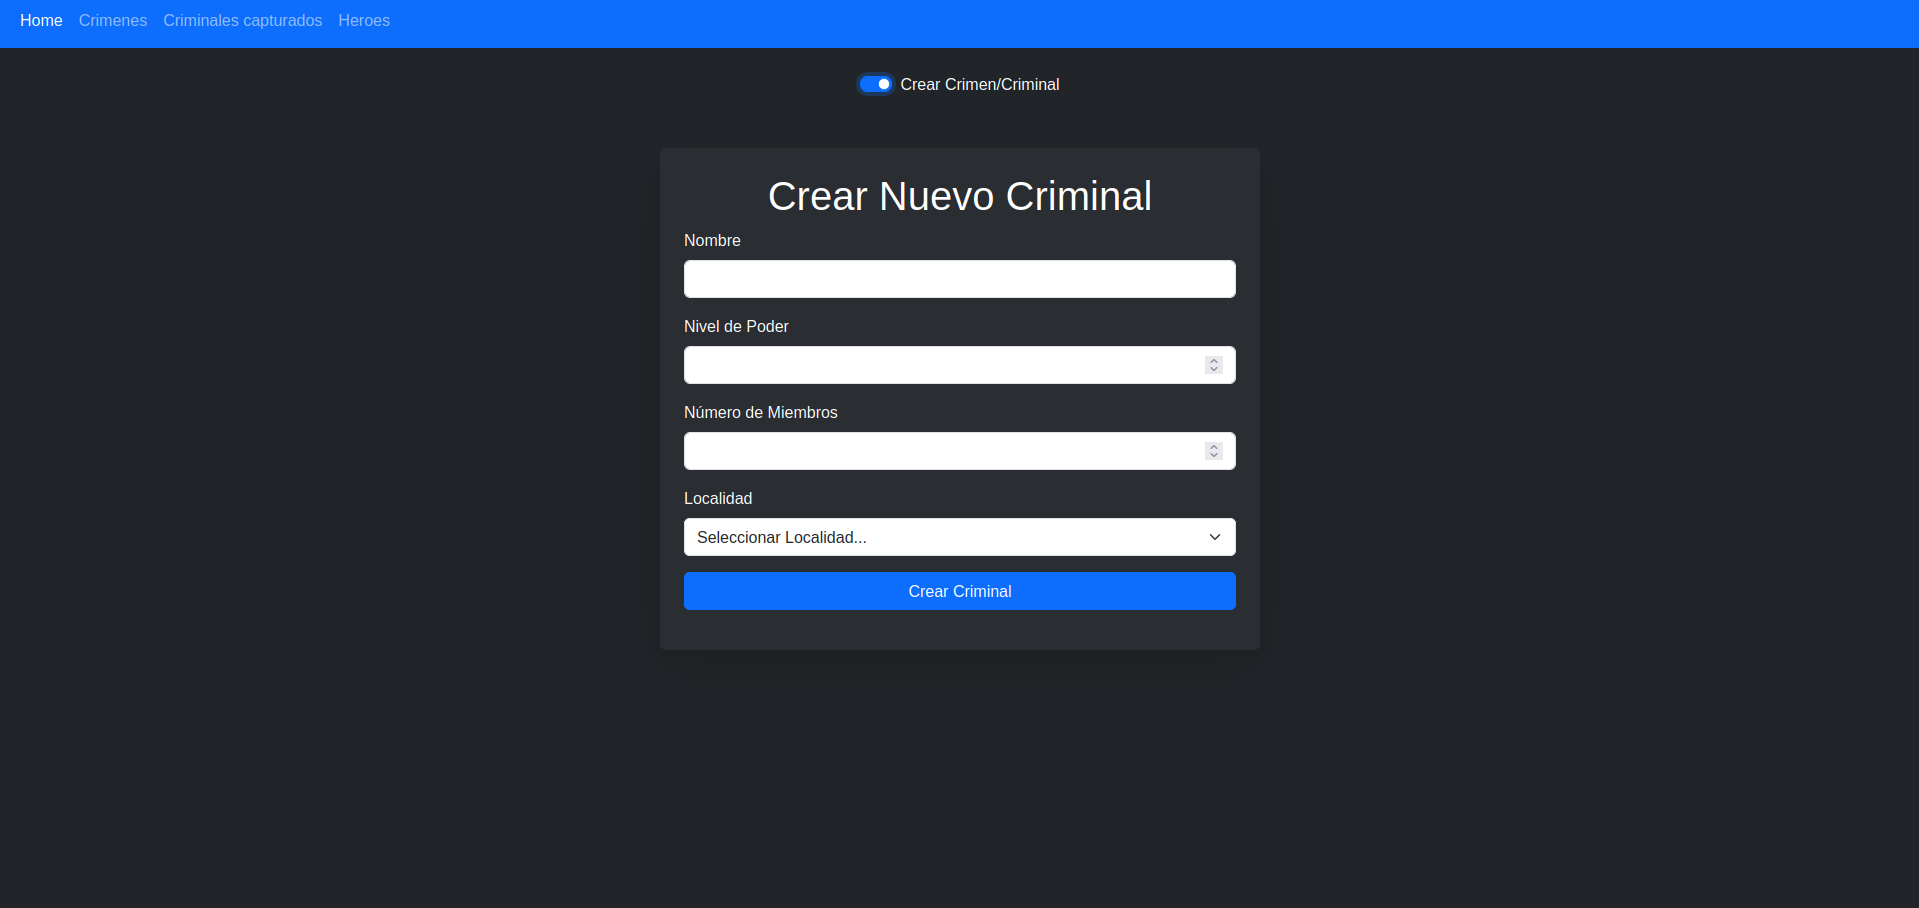 Home Crimenes Criminales capturados Heroes
Crear Crimen/Criminal
Crear Nuevo Criminal
Nombre
Nivel de Poder
Número de Miembros
Localidad
Seleccionar Localidad...
Crear Criminal